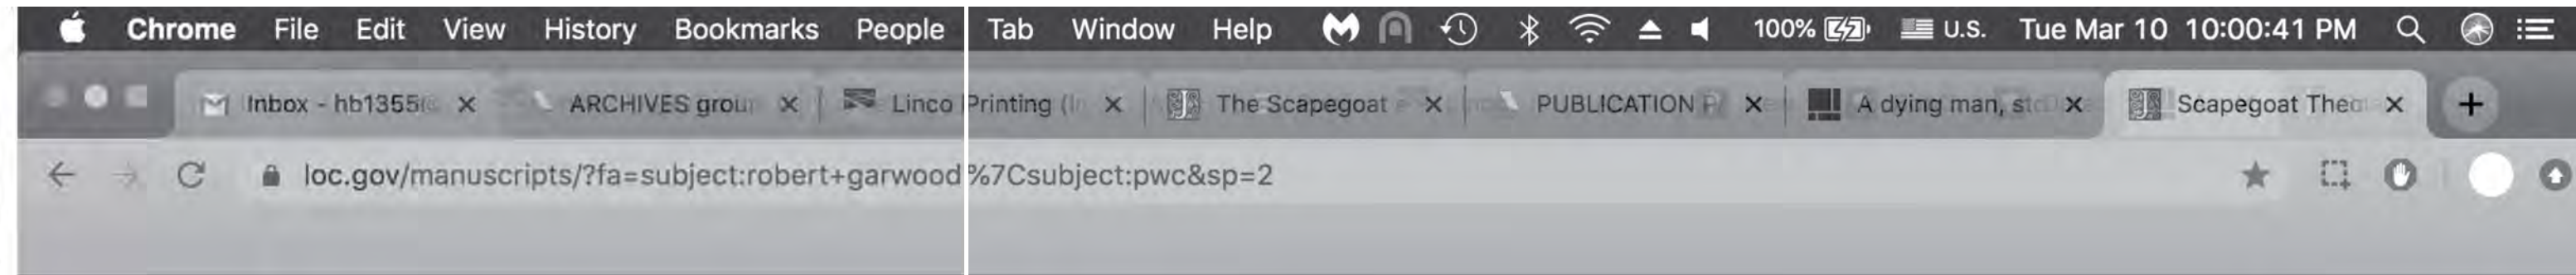 Chrome File Edit View History Bookmarks People Tab Window Help 100% U.S. Tue Mar 10 10:00:41 PM
Inbox - hb1355 ARCHIVES grou Linco Printing (In The Scapegoat PUBLICATION A dying man, st Scapegoat Theo
loc.gov/manuscripts/?fa=subject:robert+garwood%7Csubject:pwc&sp=2